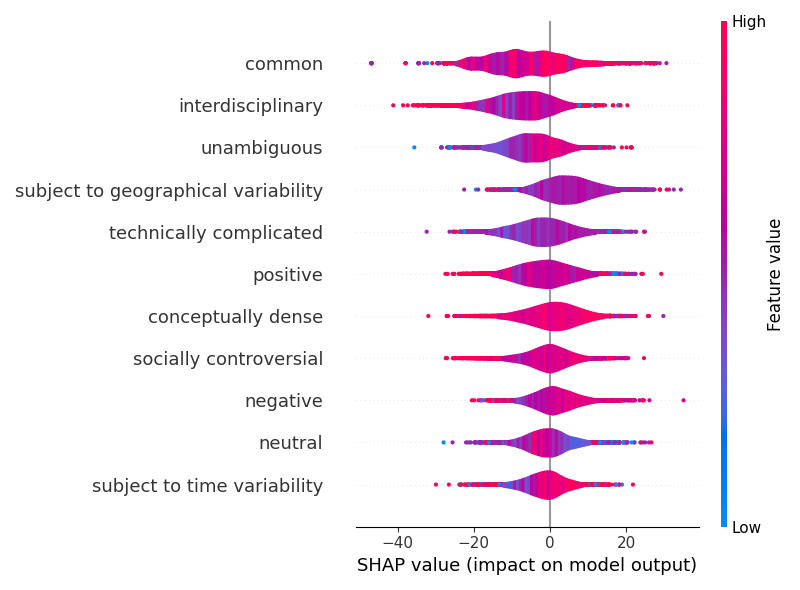 High
common
interdisciplinary
unambiguous
subject to geographical variability
technically complicated
positive
conceptually dense
socially controversial
negative
neutral
subject to time variability
Feature value
Low
−40 −20 0 20
SHAP value (impact on model output)